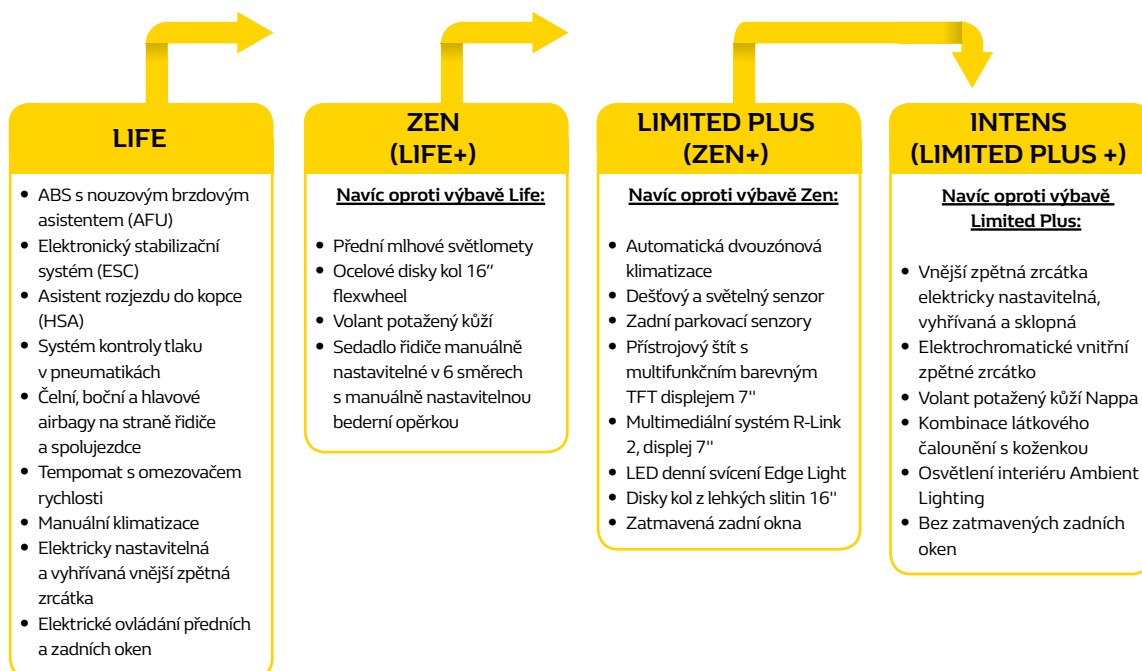 LIFE
• ABS s nouzovým brzdovým
asistentem (AFU)
• Elektronický stabilizační
systém (ESC)
• Asistent rozjezdu do kopce
(HSA)
• Systém kontroly tlaku
v pneumatikách
• Čelní, boční a hlavové
airbagy na straně řidiče
a spolujezdce
• Tempomat s omezovačem
rychlosti
• Manuální klimatizace
• Elektricky nastavitelná
a vyhřívaná vnější zpětná
zrcátka
• Elektrické ovládání předních
a zadních oken
ZEN
(LIFE+)
Navíc oproti výbavě Life:
• Přední mlhové světlomety
• Ocelové disky kol 16”
flexwheel
• Volant potažený kůží
• Sedadlo řidiče manuálně
nastavitelné v 6 směrech
s manuálně nastavitelnou
bederní opěrkou
LIMITED PLUS
(ZEN+)
Navíc oproti výbavě Zen:
• Automatická dvouzónová
klimatizace
• Dešťový a světelný senzor
• Zadní parkovací senzory
• Přístrojový štít s
multifunkčním barevným
TFT displejem 7"
• Multimediální systém R-Link
2, displej 7"
• LED denní svícení Edge Light
• Disky kol z lehkých slitin 16"
• Zatmavená zadní okna
INTENS
(LIMITED PLUS +)
Navíc oproti výbavě
Limited Plus:
• Vnější zpětná zrcátka
elektricky nastavitelná,
vyhřívaná a sklopná
• Elektrochromatické vnitřní
zpětné zrcátko
• Volant potažený kůží Nappa
• Kombinace látkového
čalounění s koženkou
• Osvětlení interiéru Ambient
Lighting
• Bez zatmavených zadních
oken